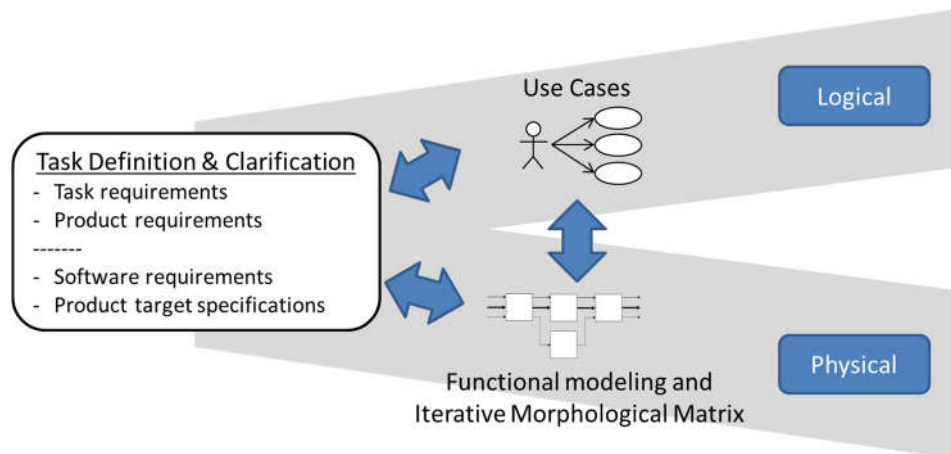 Use Cases
Logical
Task Definition & Clarification
- Task requirements
- Product requirements
-------
- Software requirements
- Product target specifications
Functional modeling and
Iterative Morphological Matrix
Physical